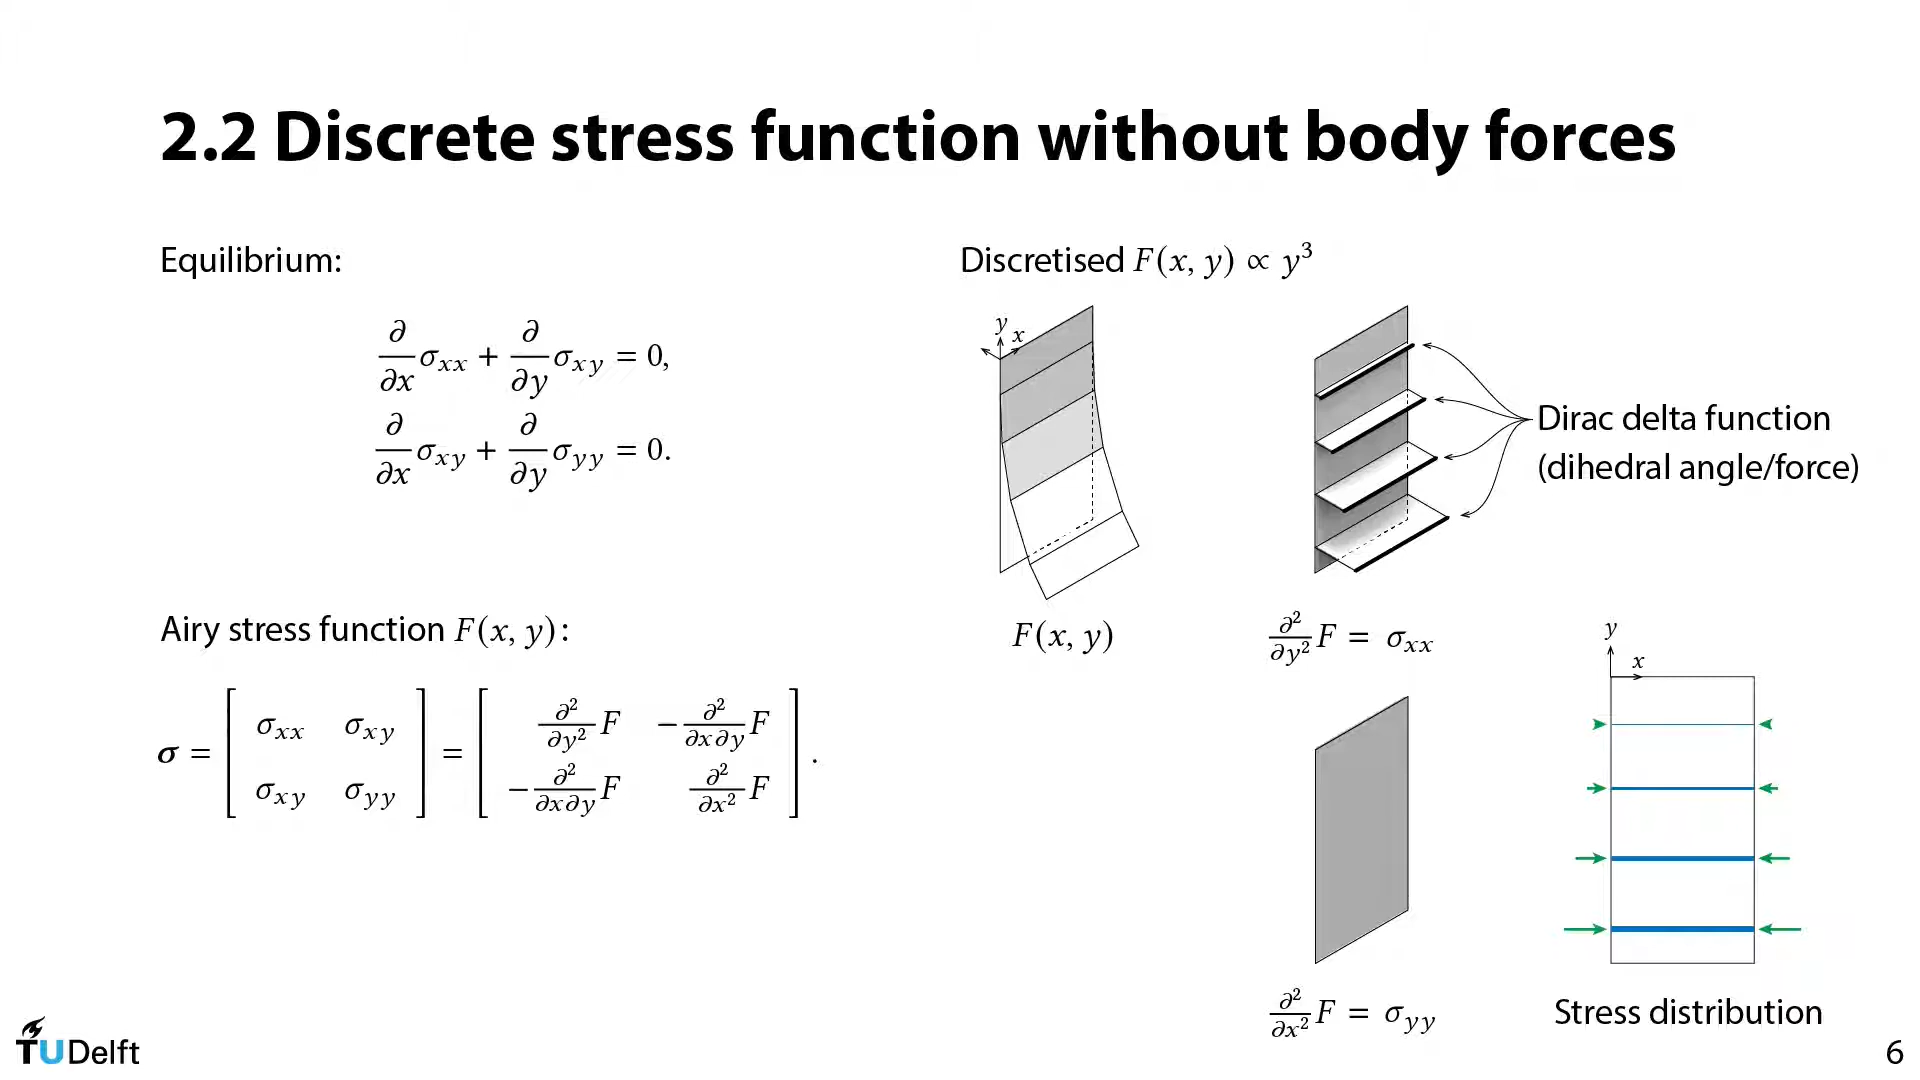 2.2 Discrete stress function without body forces
Equilibrium:
∂/∂x σxx + ∂/∂y σxy = 0,
∂/∂x σxy + ∂/∂y σyy = 0.
Airy stress function F(x, y):
σ = [ σxx σxy ; σxy σyy ] = [ ∂²/∂y² F −∂²/∂x∂y F ; −∂²/∂x∂y F ∂²/∂x² F ] .
Discretised F(x, y) ∝ y³
y
x
F(x, y)
Dirac delta function
(dihedral angle/force)
∂²/∂y² F = σxx
∂²/∂x² F = σyy
y
x
Stress distribution
TUDelft
6